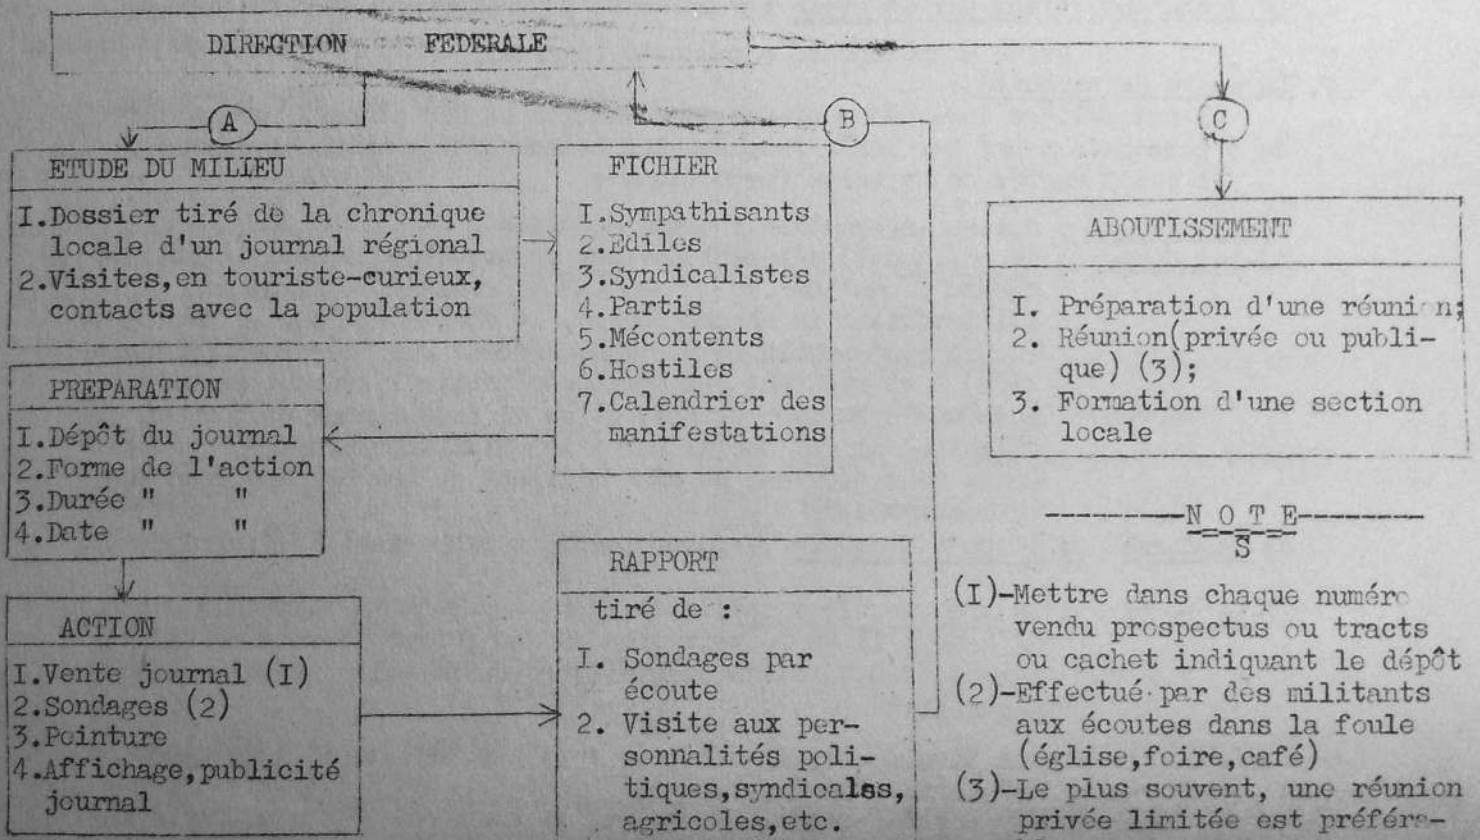 DIRECTION FEDERALE
A
B
C
ETUDE DU MILIEU
I.Dossier tiré de la chronique
locale d'un journal régional
2.Visites,en touriste-curieux,
contacts avec la population
FICHIER
I.Sympathisants
2.Ediles
3.Syndicalistes
4.Partis
5.Mécontents
6.Hostiles
7.Calendrier des
manifestations
PREPARATION
I.Dépôt du journal
2.Forme de l'action
3.Durée " "
4.Date " "
ACTION
I.Vente journal (I)
2.Sondages (2)
3.Peinture
4.Affichage,publicité
journal
RAPPORT
tiré de :
I. Sondages par
écoute
2. Visite aux per-
sonnalités poli-
tiques,syndicales,
agricoles,etc.
ABOUTISSEMENT
I. Préparation d'une réunion;
2. Réunion(privée ou publi-
que) (3);
3. Formation d'une section
locale
N O T E
S
(I)-Mettre dans chaque numéro
vendu prospectus ou tracts
ou cachet indiquant le dépôt
(2)-Effectué par des militants
aux écoutes dans la foule
(église,foire,café)
(3)-Le plus souvent, une réunion
privée limitée est préféra-